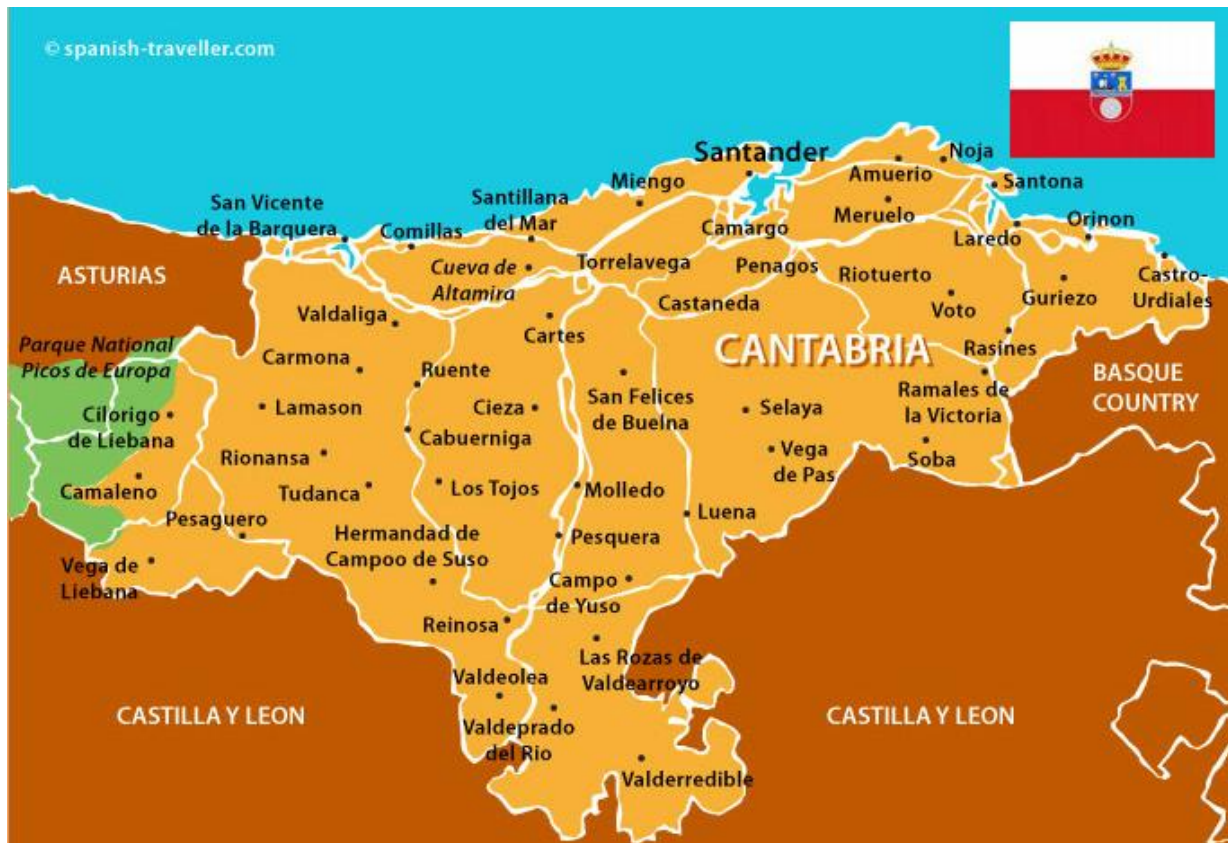 © spanish-traveller.com
Santander
Noja
Amuerio
Miengo
Santona
Santillana
del Mar
San Vicente
de la Barquera
Meruelo
Comillas
Camargo
Orinon
Laredo
Cueva de
Altamira
Torrelavega
Penagos
Riotuerto
ASTURIAS
Castro-
Urdiales
Guriezo
Castaneda
Voto
Valdaliga
Cartes
CANTABRIA
Rasines
Parque National
Picos de Europa
Carmona
Ruente
BASQUE
COUNTRY
San Felices
de Buelna
Ramales de
la Victoria
Lamason
Cieza
Selaya
Cilorigo
de Liebana
Cabuerniga
Vega
de Pas
Soba
Rionansa
Camaleno
Tudanca
Los Tojos
Molledo
Luena
Pesaguero
Hermandad de
Campoo de Suso
Pesquera
Vega de
Liebana
Campo
de Yuso
Reinosa
Las Rozas de
Valdearroyo
Valdeolea
CASTILLA Y LEON
CASTILLA Y LEON
Valdeprado
del Rio
Valderredible